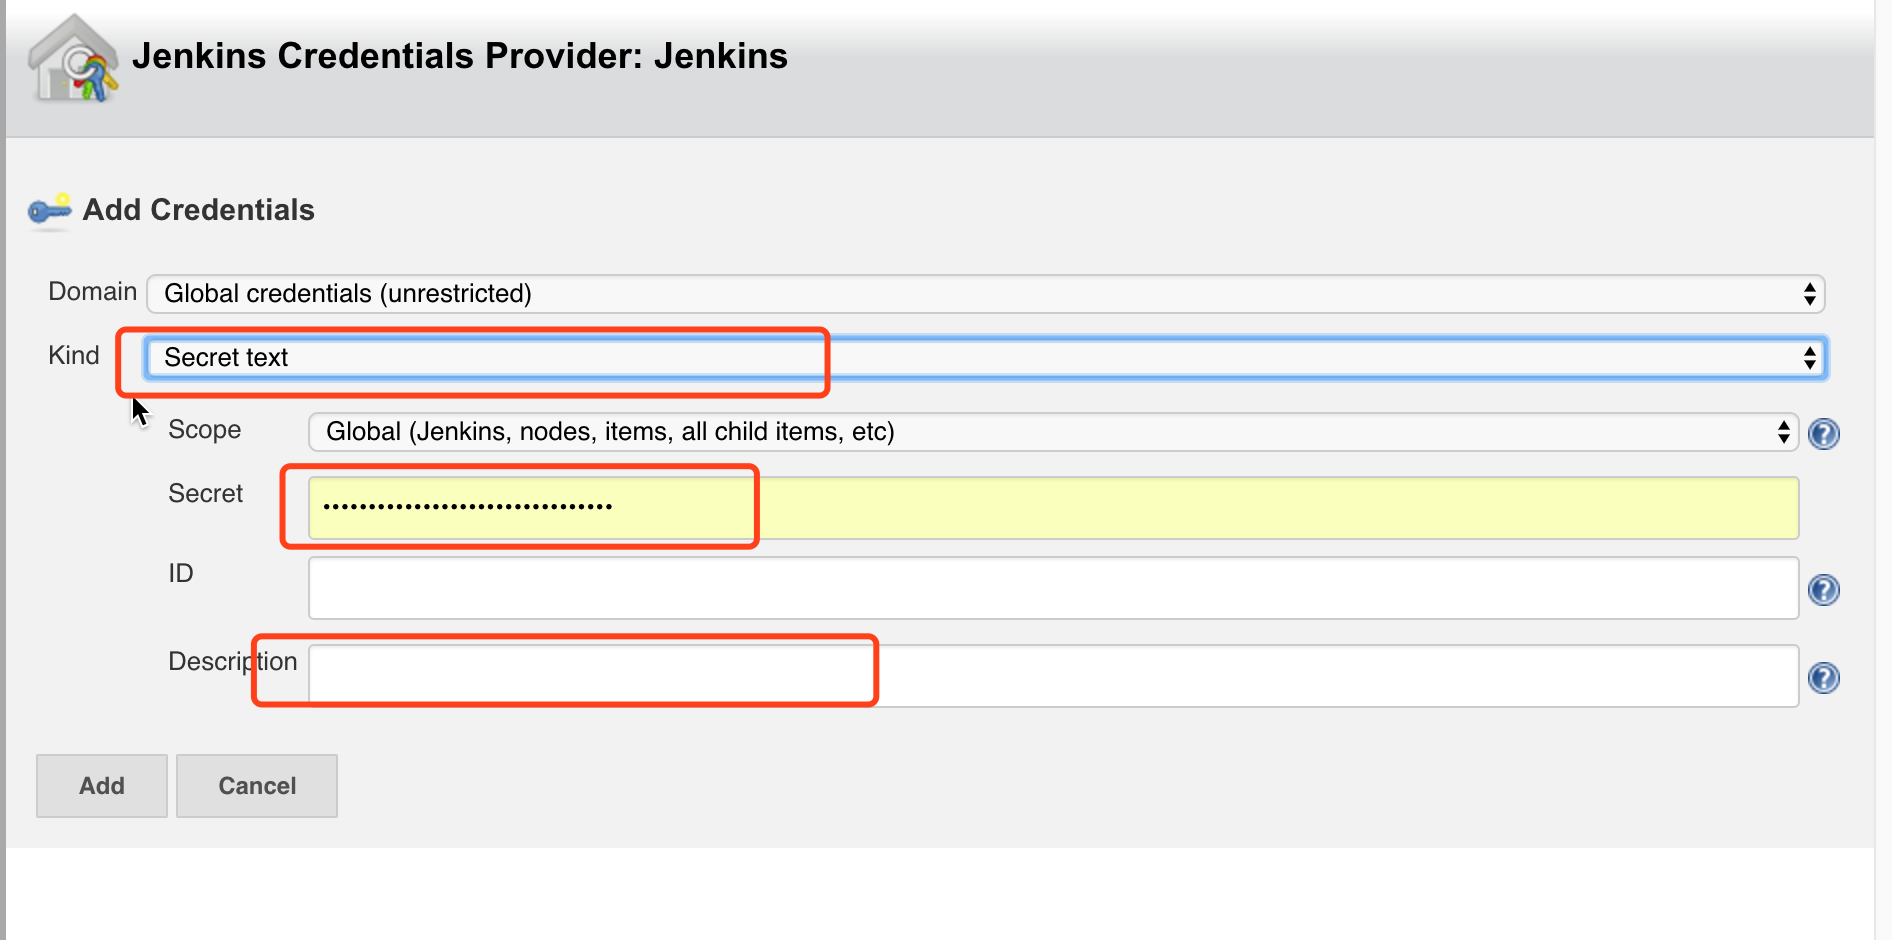 Jenkins Credentials Provider: Jenkins
Add Credentials
Domain Global credentials (unrestricted)
Kind Secret text
Scope Global (Jenkins, nodes, items, all child items, etc)
Secret ••••••••••••••••••••••••••••••••
ID
Description
Add Cancel